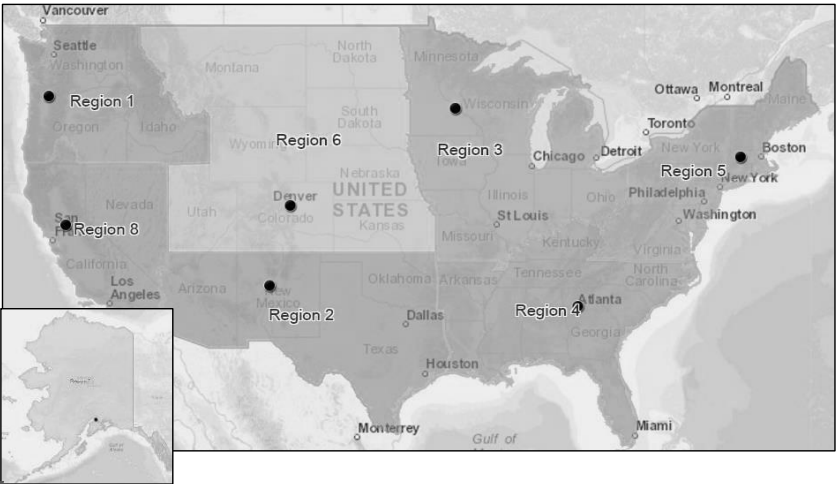 Vancouver
Seattle
Washington
Montana
North
Dakota
Minnesota
Ottawa
Montreal
Maine
Region 1
Wisconsin
Toronto
Oregon
Idaho
South
Dakota
Region 6
Wyoming
Region 3
Iowa
Chicago
Detroit
New York
Boston
Region 5
New York
Nebraska
UNITED
STATES
Denver
Colorado
Utah
Kansas
Nevada
San
Region 8
California
Illinois
Ohio
Philadelphia
Washington
St Louis
Missouri
Kentucky
Virginia
Los
Angeles
Arizona
New
Mexico
Region 2
Oklahoma
Arkansas
Tennessee
North
Carolina
Atlanta
Region 4
Georgia
Dallas
Texas
Houston
Monterrey
Gulf of
Miami